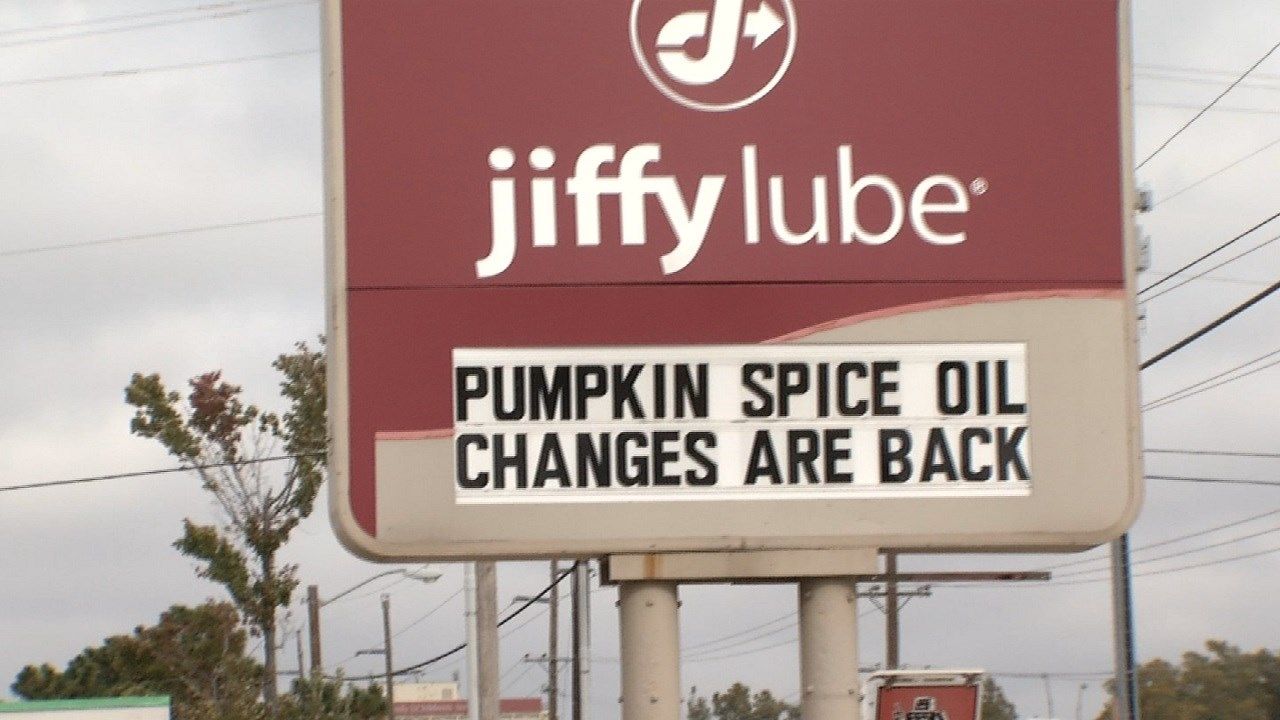 jiffy lube®
PUMPKIN SPICE OIL
CHANGES ARE BACK